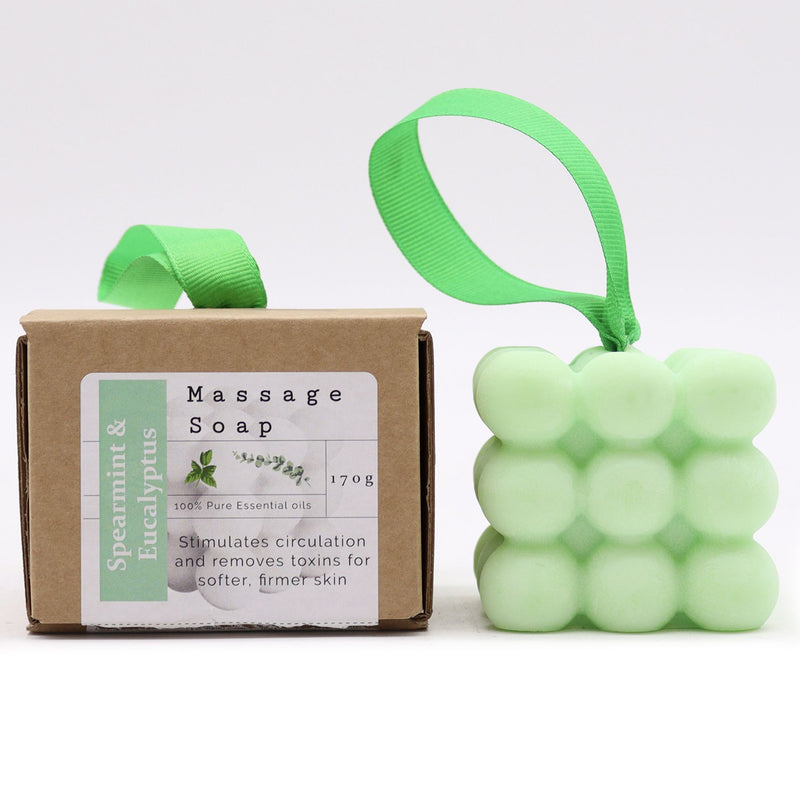 Spearmint &
Eucalyptus
Massage
Soap
170g
100% Pure Essential oils
Stimulates circulation
and removes toxins for
softer, firmer skin